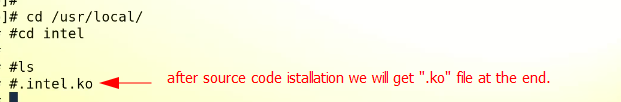 ]#
]# cd /usr/local/
#cd intel
#ls
#.intel.ko after source code istallation we will get ".ko" file at the end.